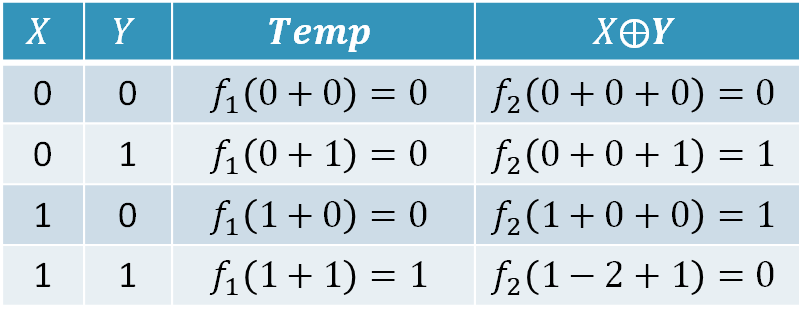 X Y Temp X⊕Y
0 0 f₁(0 + 0) = 0 f₂(0 + 0 + 0) = 0
0 1 f₁(0 + 1) = 0 f₂(0 + 0 + 1) = 1
1 0 f₁(1 + 0) = 0 f₂(1 + 0 + 0) = 1
1 1 f₁(1 + 1) = 1 f₂(1 − 2 + 1) = 0